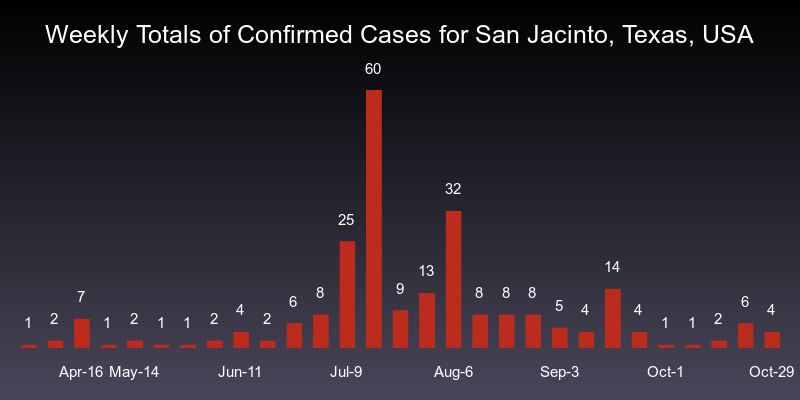 Weekly Totals of Confirmed Cases for San Jacinto, Texas, USA
1 2 7 1 2 1 1 2 4 2 6 8 25 60 9 13 32 8 8 8 5 4 14 4 1 1 2 6 4
Apr-16 May-14 Jun-11 Jul-9 Aug-6 Sep-3 Oct-1 Oct-29